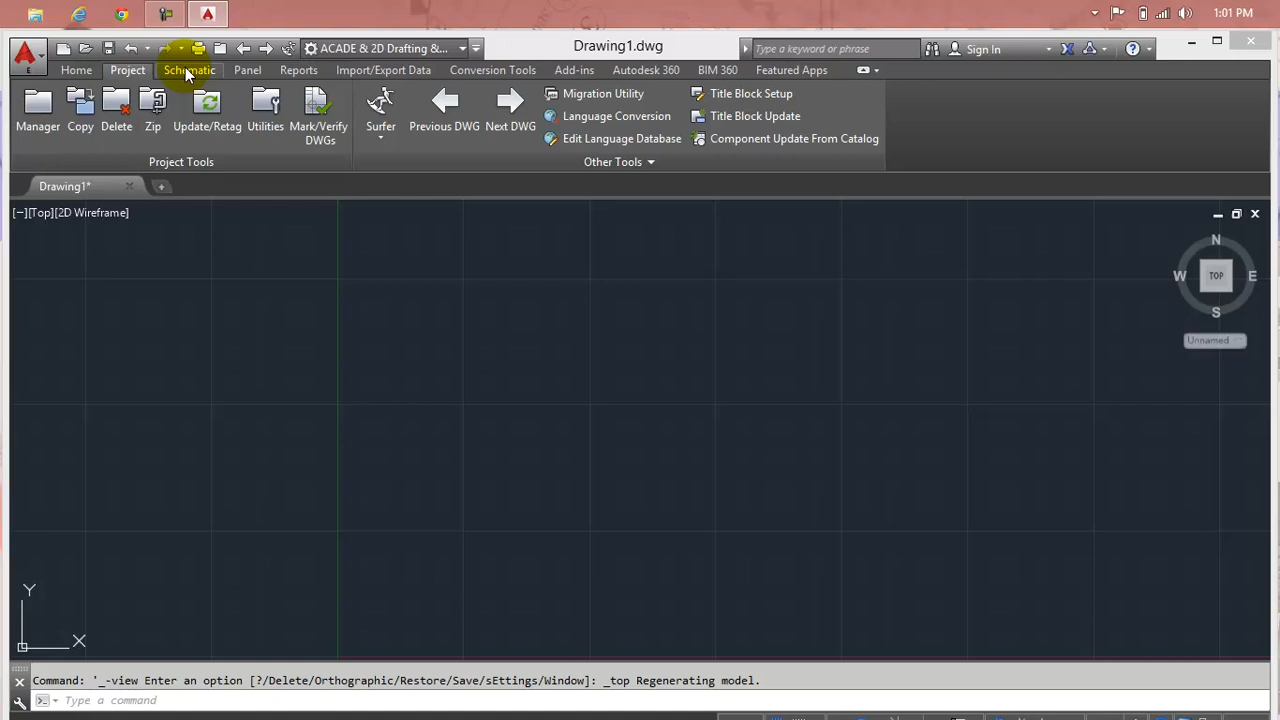 1:01 PM
ACADE & 2D Drafting &...
Drawing1.dwg
Type a keyword or phrase
Sign In
E
Home
Project
Schematic
Panel
Reports
Import/Export Data
Conversion Tools
Add-ins
Autodesk 360
BIM 360
Featured Apps
Manager
Copy
Delete
Zip
Update/Retag
Utilities
Mark/Verify
DWGs
Surfer
Previous DWG
Next DWG
Migration Utility
Language Conversion
Edit Language Database
Title Block Setup
Title Block Update
Component Update From Catalog
Project Tools
Other Tools
Drawing1*
[−][Top][2D Wireframe]
N
W
TOP
E
S
Unnamed
Y
X
Command: '_-view Enter an option [?/Delete/Orthographic/Restore/Save/sEttings/Window]: _top Regenerating model.
Type a command